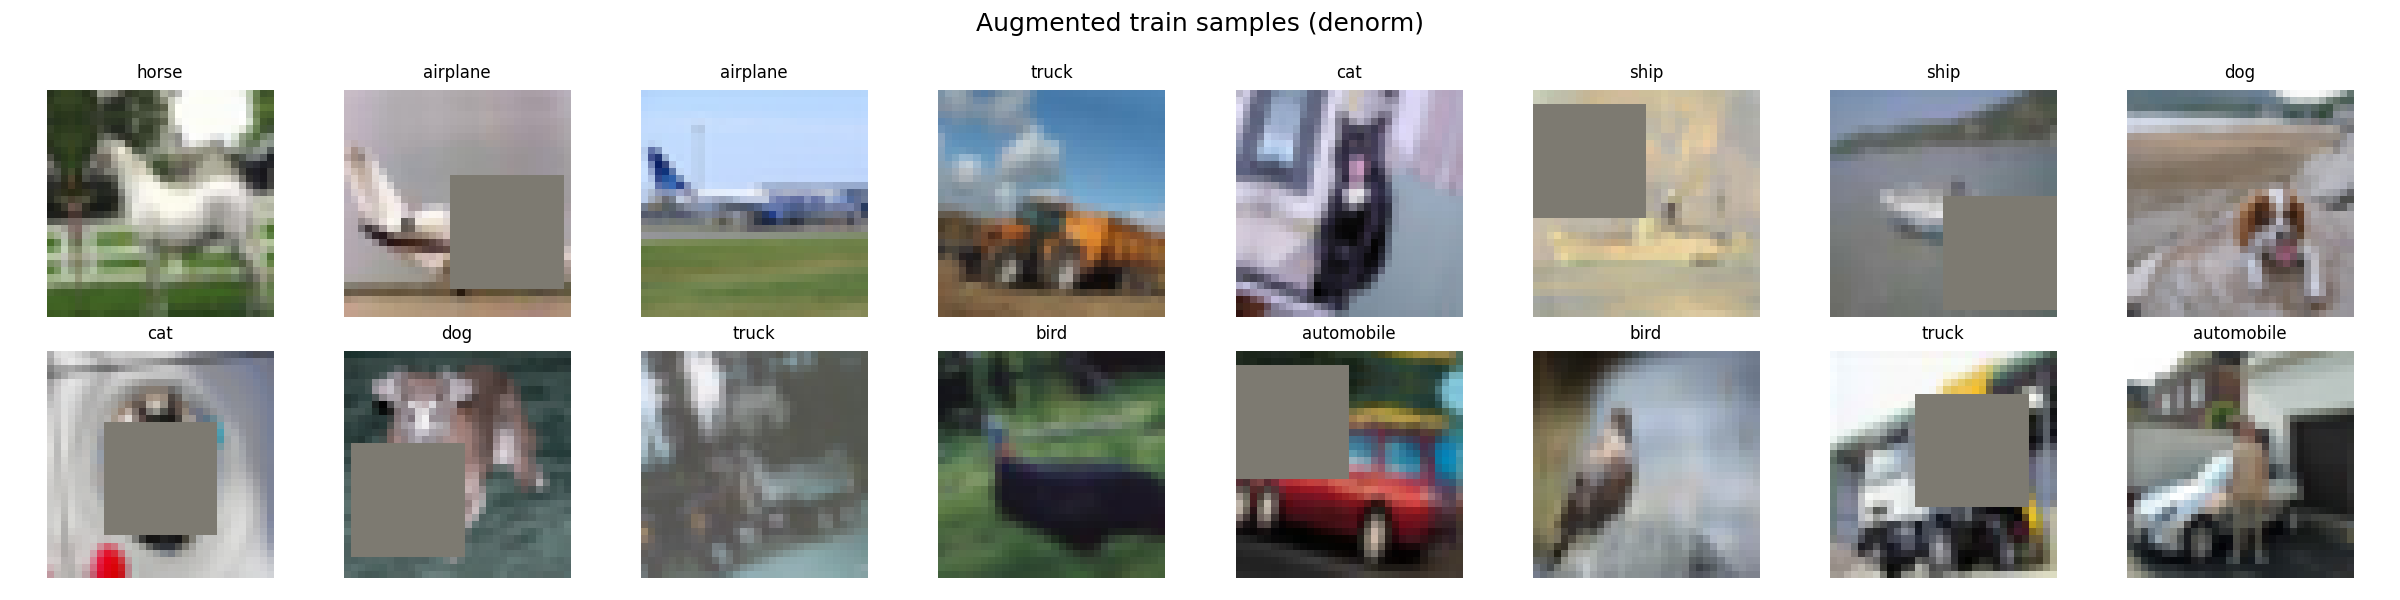 Augmented train samples (denorm)
horse airplane airplane truck cat ship ship dog
cat dog truck bird automobile bird truck automobile